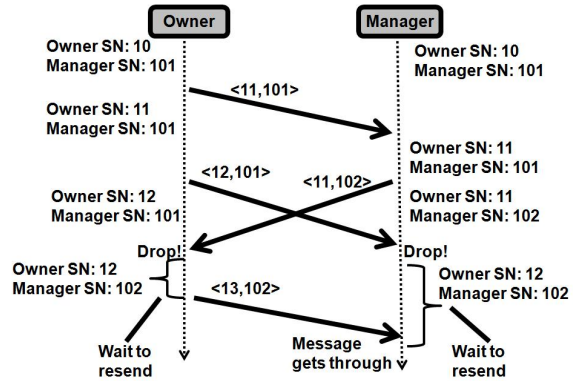 Owner
Manager
Owner SN: 10
Manager SN: 101
Owner SN: 10
Manager SN: 101
<11,101>
Owner SN: 11
Manager SN: 101
Owner SN: 11
Manager SN: 101
<12,101>
<11,102>
Owner SN: 12
Manager SN: 101
Owner SN: 11
Manager SN: 102
Drop!
Drop!
Owner SN: 12
Manager SN: 102
Owner SN: 12
Manager SN: 102
<13,102>
Wait to
resend
Message
gets through
Wait to
resend